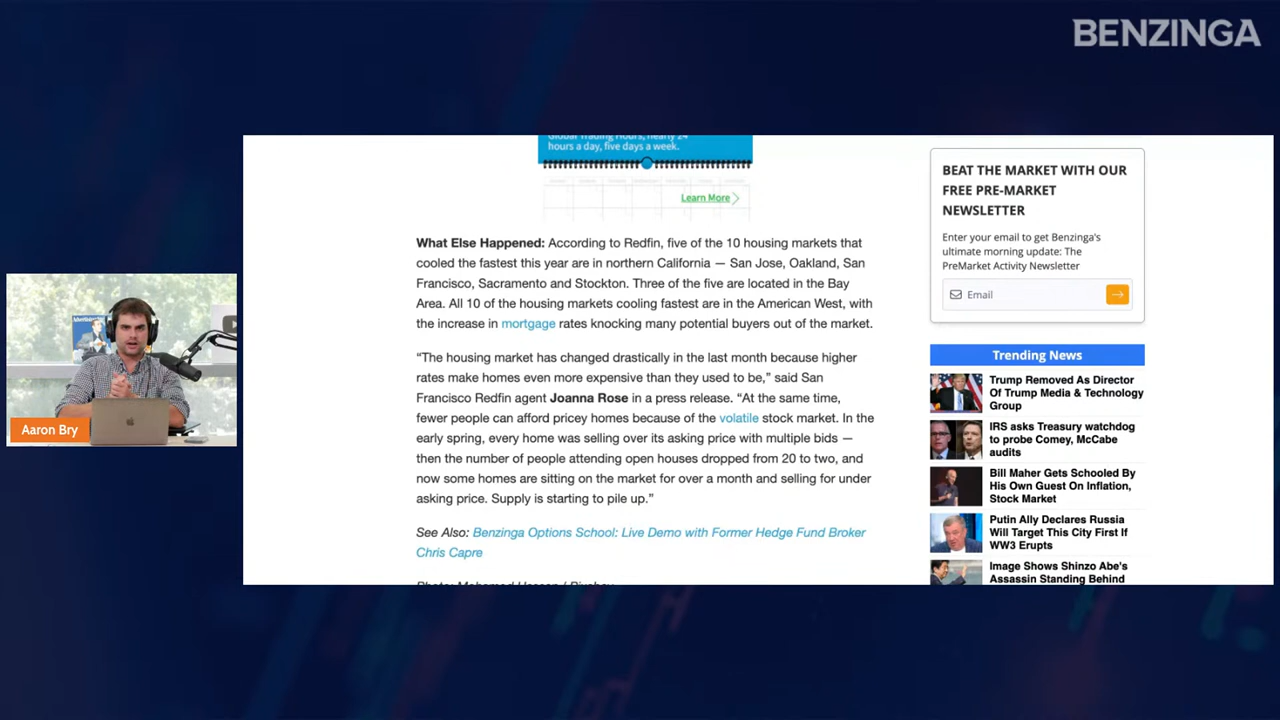 BENZINGA
Global Trading Hours, nearly 24
hours a day, five days a week.
Learn More
What Else Happened: According to Redfin, five of the 10 housing markets that
cooled the fastest this year are in northern California — San Jose, Oakland, San
Francisco, Sacramento and Stockton. Three of the five are located in the Bay
Area. All 10 of the housing markets cooling fastest are in the American West, with
the increase in mortgage rates knocking many potential buyers out of the market.
“The housing market has changed drastically in the last month because higher
rates make homes even more expensive than they used to be,” said San
Francisco Redfin agent Joanna Rose in a press release. “At the same time,
fewer people can afford pricey homes because of the volatile stock market. In the
early spring, every home was selling over its asking price with multiple bids —
then the number of people attending open houses dropped from 20 to two, and
now some homes are sitting on the market for over a month and selling for under
asking price. Supply is starting to pile up.”
See Also: Benzinga Options School: Live Demo with Former Hedge Fund Broker
Chris Capre
BEAT THE MARKET WITH OUR
FREE PRE-MARKET
NEWSLETTER
Enter your email to get Benzinga's
ultimate morning update: The
PreMarket Activity Newsletter
Email
Trending News
Trump Removed As Director
Of Trump Media & Technology
Group
IRS asks Treasury watchdog
to probe Comey, McCabe
audits
Bill Maher Gets Schooled By
His Own Guest On Inflation,
Stock Market
Putin Ally Declares Russia
Will Target This City First If
WW3 Erupts
Image Shows Shinzo Abe's
Assassin Standing Behind
Aaron Bry